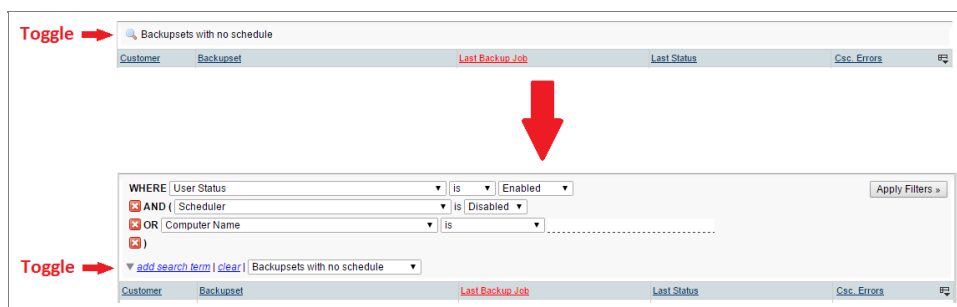 Toggle Backupsets with no schedule
Customer Backupset Last Backup Job Last Status Csc. Errors
WHERE User Status is Enabled Apply Filters »
AND ( Scheduler is Disabled
OR Computer Name is
)
Toggle add search term | clear | Backupsets with no schedule
Customer Backupset Last Backup Job Last Status Csc. Errors